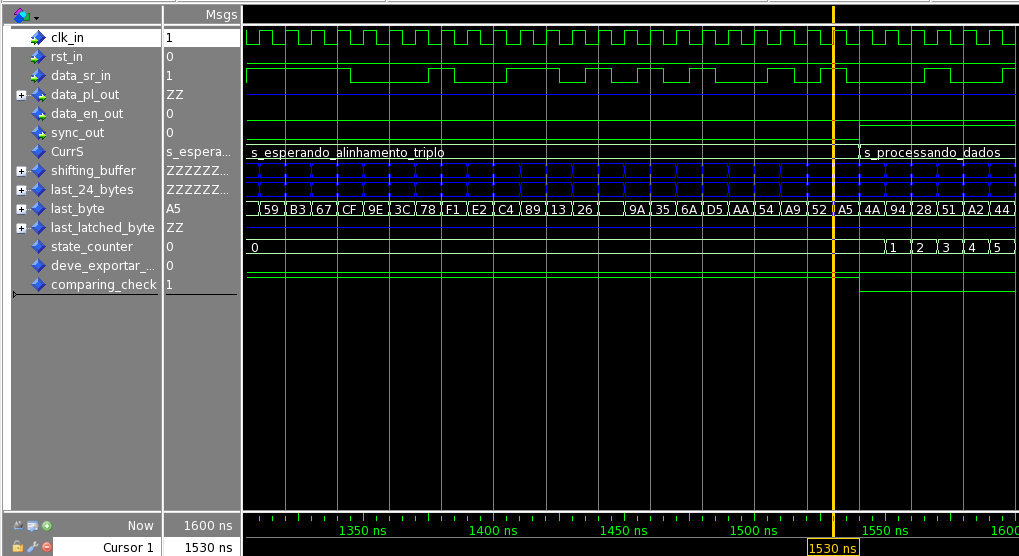 Msgs
clk_in 1
rst_in 0
data_sr_in 1
data_pl_out ZZ
data_en_out 0
sync_out 0
CurrS s_espera... s_esperando_alinhamento_triplo s_processando_dados
shifting_buffer ZZZZZZ...
last_24_bytes ZZZZZZ...
last_byte A5 59 B3 67 CF 9E 3C 78 F1 E2 C4 89 13 26 9A 35 6A D5 AA 54 A9 52 A5 4A 94 28 51 A2 44
last_latched_byte ZZ
state_counter 0 0 1 2 3 4 5
deve_exportar_... 0
comparing_check 1
Now 1600 ns 1350 ns 1400 ns 1450 ns 1500 ns 1550 ns 1600
Cursor 1 1530 ns 1530 ns